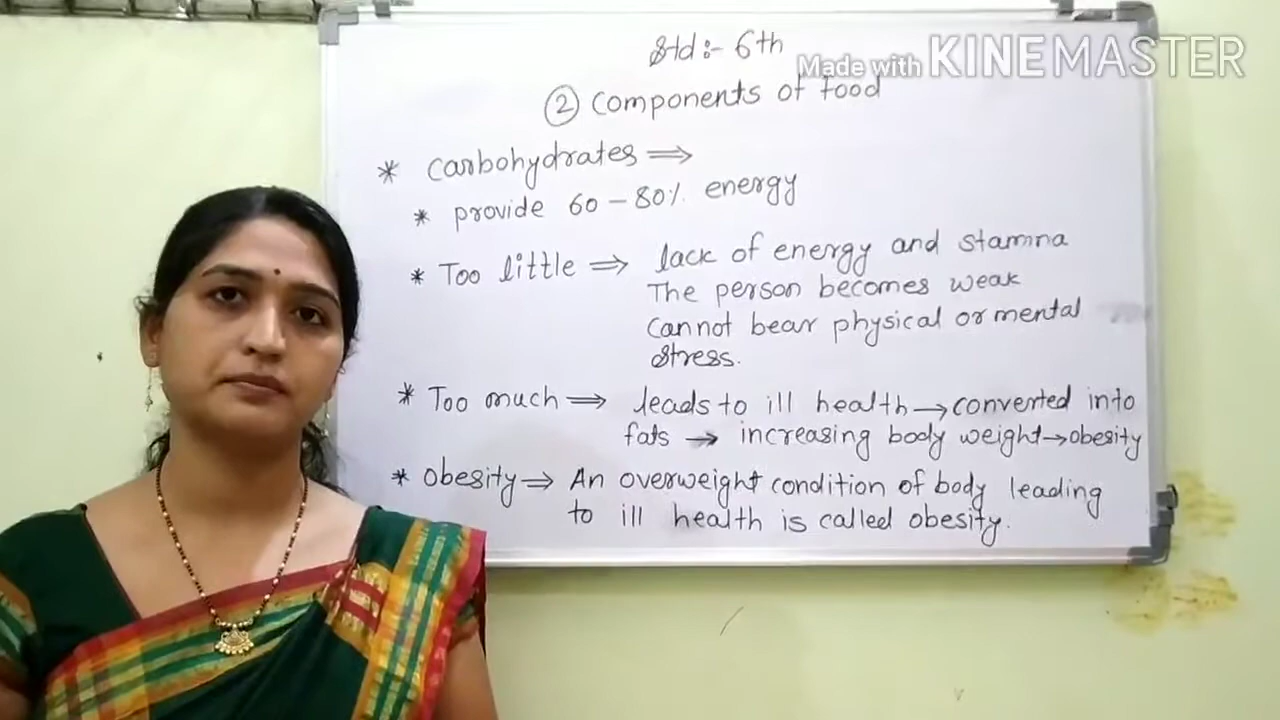 Std :- 6th
Made with KINEMASTER
② Components of food
* Carbohydrates ⇒
* provide 60 - 80% energy
* Too little ⇒ lack of energy and stamina
The person becomes weak
Cannot bear physical or mental
stress.
* Too much ⇒ leads to ill health → converted into
fats → increasing body weight → obesity
* Obesity ⇒ An overweight condition of body leading
to ill health is called obesity.